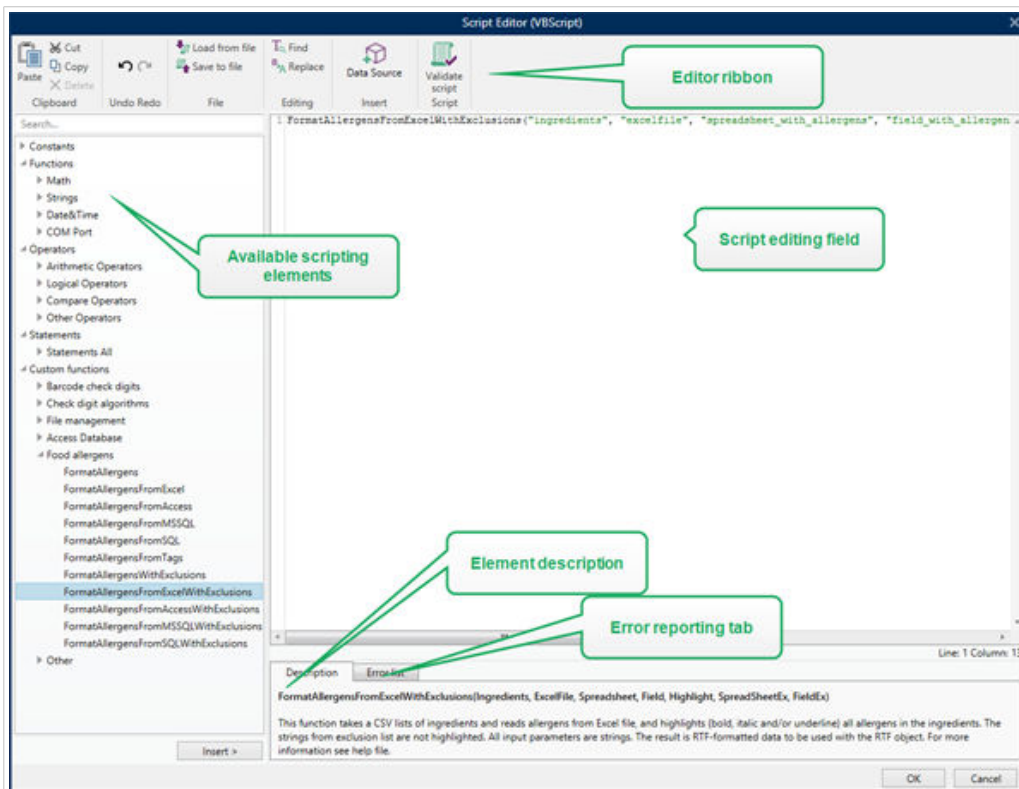 Script Editor (VBScript)
Paste
Cut
Copy
Delete
Clipboard
Undo Redo
Load from file
Save to file
File
Find
Replace
Editing
Data Source
Insert
Validate
script
Script
Editor ribbon
Search...
Constants
Functions
Math
Strings
Date&Time
COM Port
Operators
Arithmetic Operators
Logical Operators
Compare Operators
Other Operators
Statements
Statements All
Custom functions
Barcode check digits
Check digit algorithms
File management
Access Database
Food allergens
FormatAllergens
FormatAllergensFromExcel
FormatAllergensFromAccess
FormatAllergensFromMSSQL
FormatAllergensFromSQL
FormatAllergensFromTags
FormatAllergensWithExclusions
FormatAllergensFromExcelWithExclusions
FormatAllergensFromAccessWithExclusions
FormatAllergensFromMSSQLWithExclusions
FormatAllergensFromSQLWithExclusions
Other
Insert >
Available scripting
elements
1 FormatAllergensFromExcelWithExclusions("ingredients", "excelfile", "spreadsheet_with_allergens", "field_with_allergen
Script editing field
Element description
Error reporting tab
Line: 1 Column: 13
Description
Error list
FormatAllergensFromExcelWithExclusions(Ingredients, ExcelFile, Spreadsheet, Field, Highlight, SpreadSheetEx, FieldEx)
This function takes a CSV lists of ingredients and reads allergens from Excel file, and highlights (bold, italic and/or underline) all allergens in the ingredients. The
strings from exclusion list are not highlighted. All input parameters are strings. The result is RTF-formatted data to be used with the RTF object. For more
information see help file.
OK
Cancel